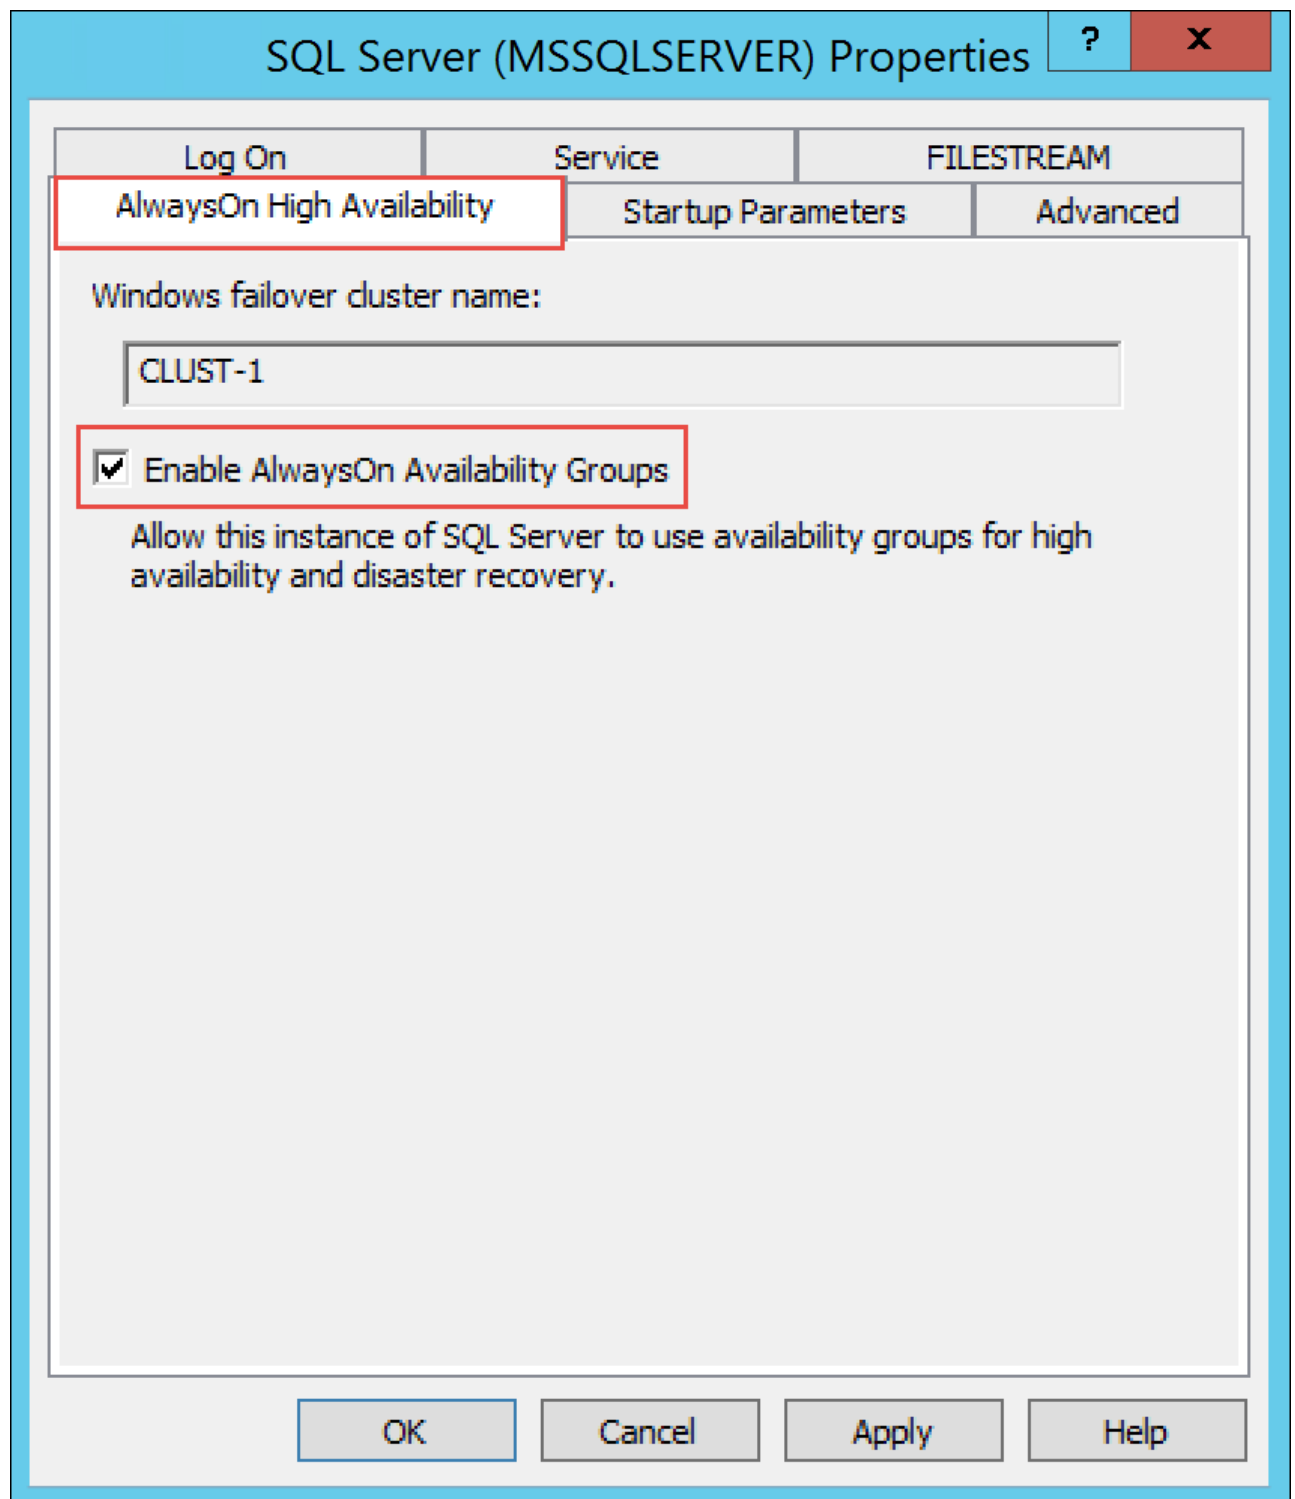 SQL Server (MSSQLSERVER) Properties
?
x
Log On
Service
FILESTREAM
AlwaysOn High Availability
Startup Parameters
Advanced
Windows failover cluster name:
CLUST-1
Enable AlwaysOn Availability Groups
Allow this instance of SQL Server to use availability groups for high
availability and disaster recovery.
OK
Cancel
Apply
Help